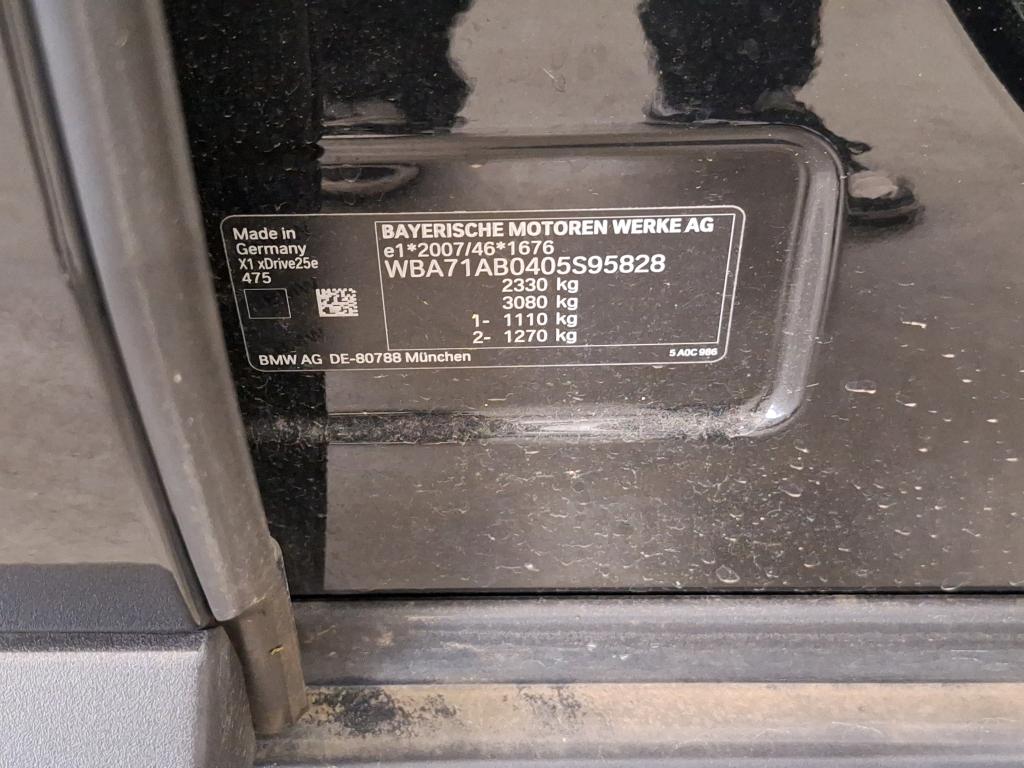 Made in
Germany
X1 xDrive25e
475
BAYERISCHE MOTOREN WERKE AG
e1*2007/46*1676
WBA71AB0405S95828
2330 kg
3080 kg
1- 1110 kg
2- 1270 kg
BMW AG DE-80788 München
5 A0C 986